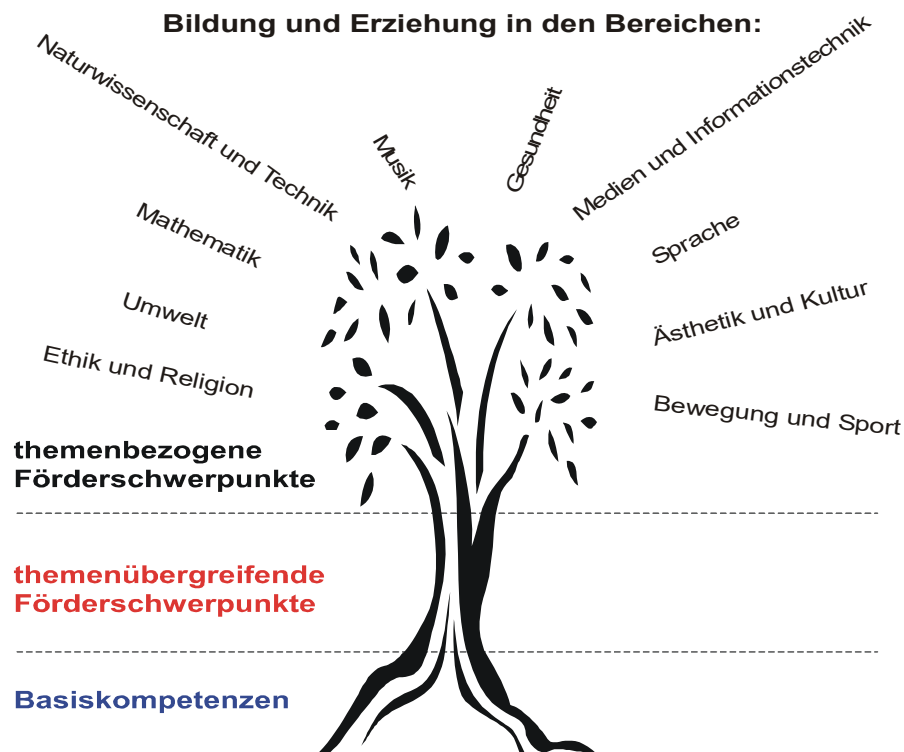 Bildung und Erziehung in den Bereichen:
Naturwissenschaft und Technik
Musik
Gesundheit
Medien und Informationstechnik
Mathematik
Sprache
Umwelt
Ästhetik und Kultur
Ethik und Religion
Bewegung und Sport
themenbezogene
Förderschwerpunkte
themenübergreifende
Förderschwerpunkte
Basiskompetenzen